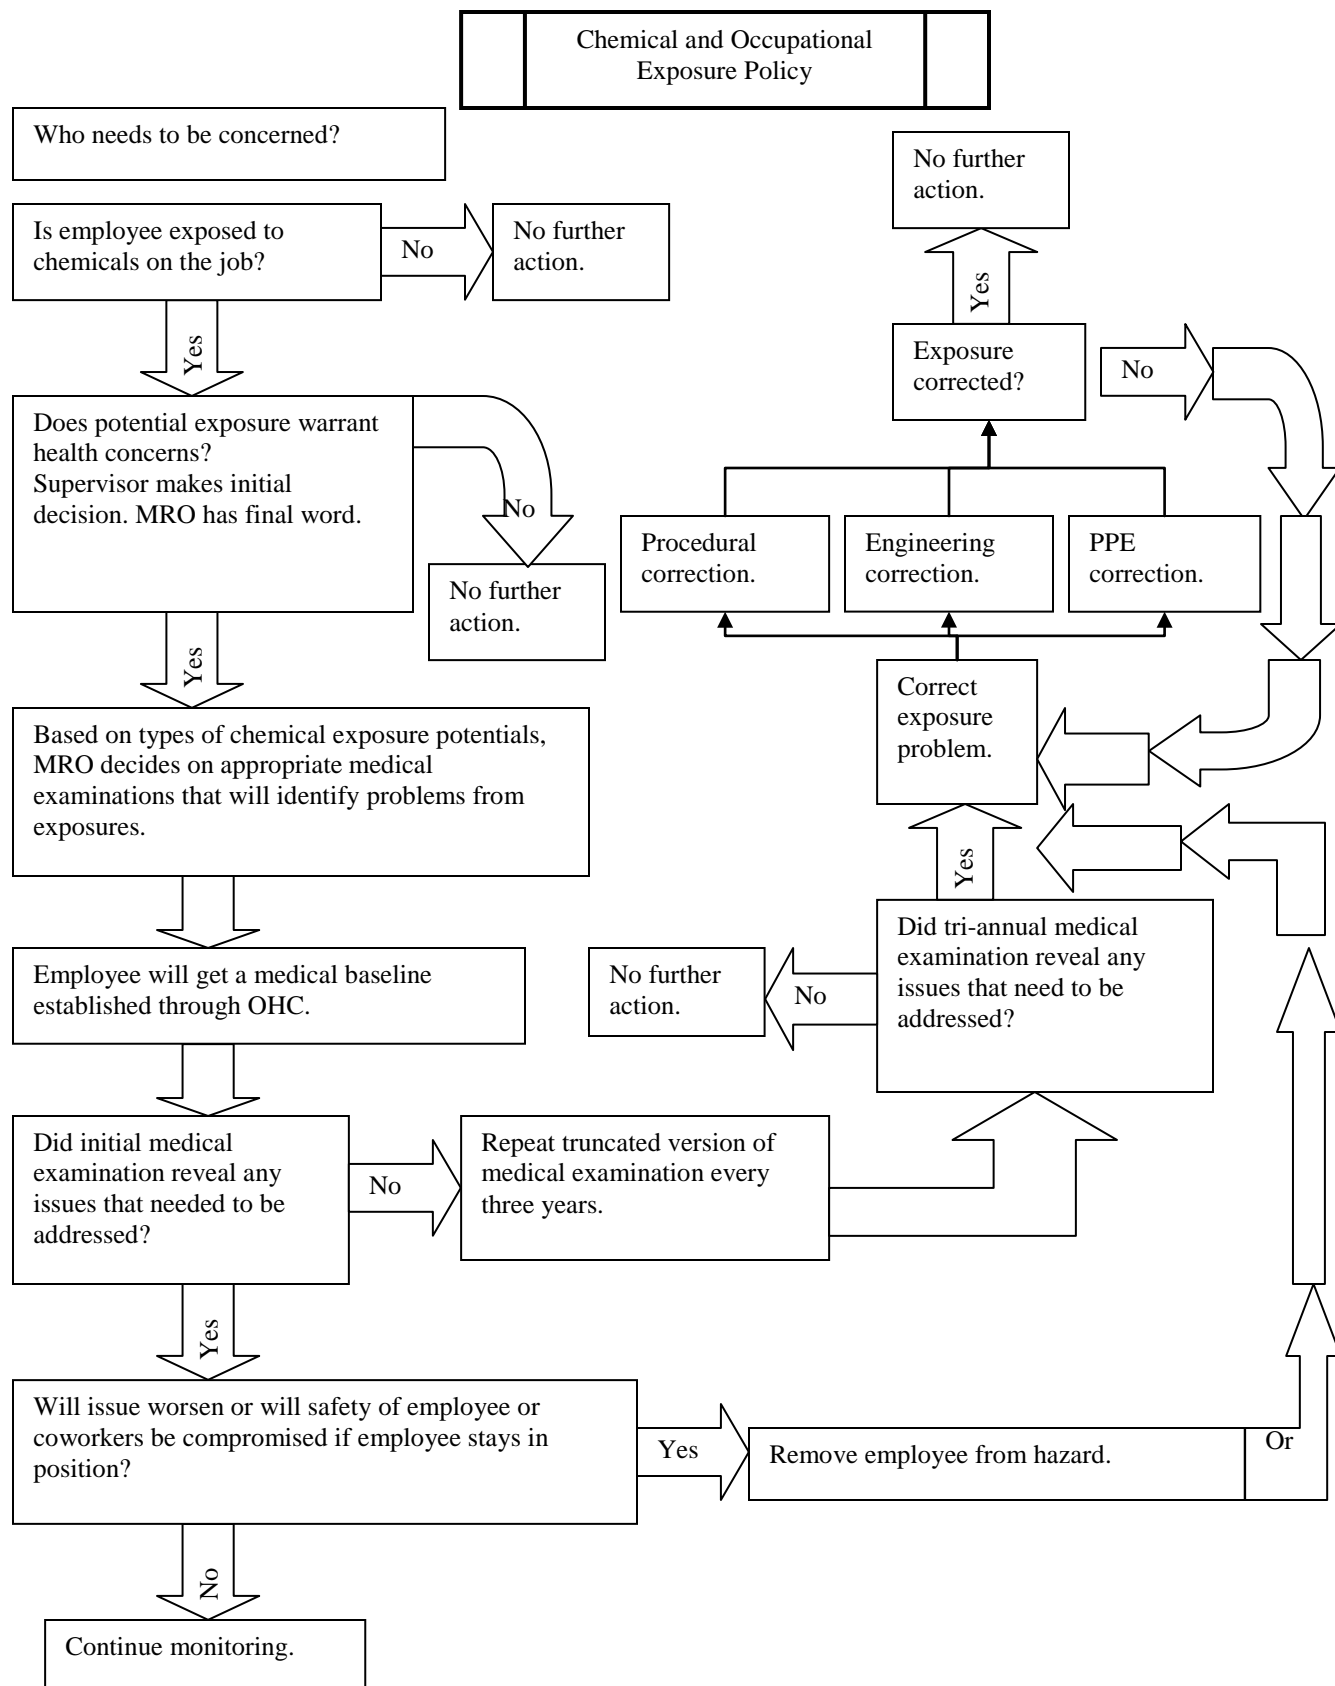 Chemical and Occupational
Exposure Policy
Who needs to be concerned?
Is employee exposed to
chemicals on the job?
No
No further
action.
Yes
Does potential exposure warrant
health concerns?
Supervisor makes initial
decision. MRO has final word.
No
No further
action.
Yes
Based on types of chemical exposure potentials,
MRO decides on appropriate medical
examinations that will identify problems from
exposures.
Employee will get a medical baseline
established through OHC.
Did initial medical
examination reveal any
issues that needed to be
addressed?
No
Repeat truncated version of
medical examination every
three years.
Yes
Will issue worsen or will safety of employee or
coworkers be compromised if employee stays in
position?
Yes
Remove employee from hazard.
Or
No
Continue monitoring.
No further
action.
Yes
Exposure
corrected?
No
Procedural
correction.
Engineering
correction.
PPE
correction.
Correct
exposure
problem.
Yes
Did tri-annual medical
examination reveal any
issues that need to be
addressed?
No
No further
action.